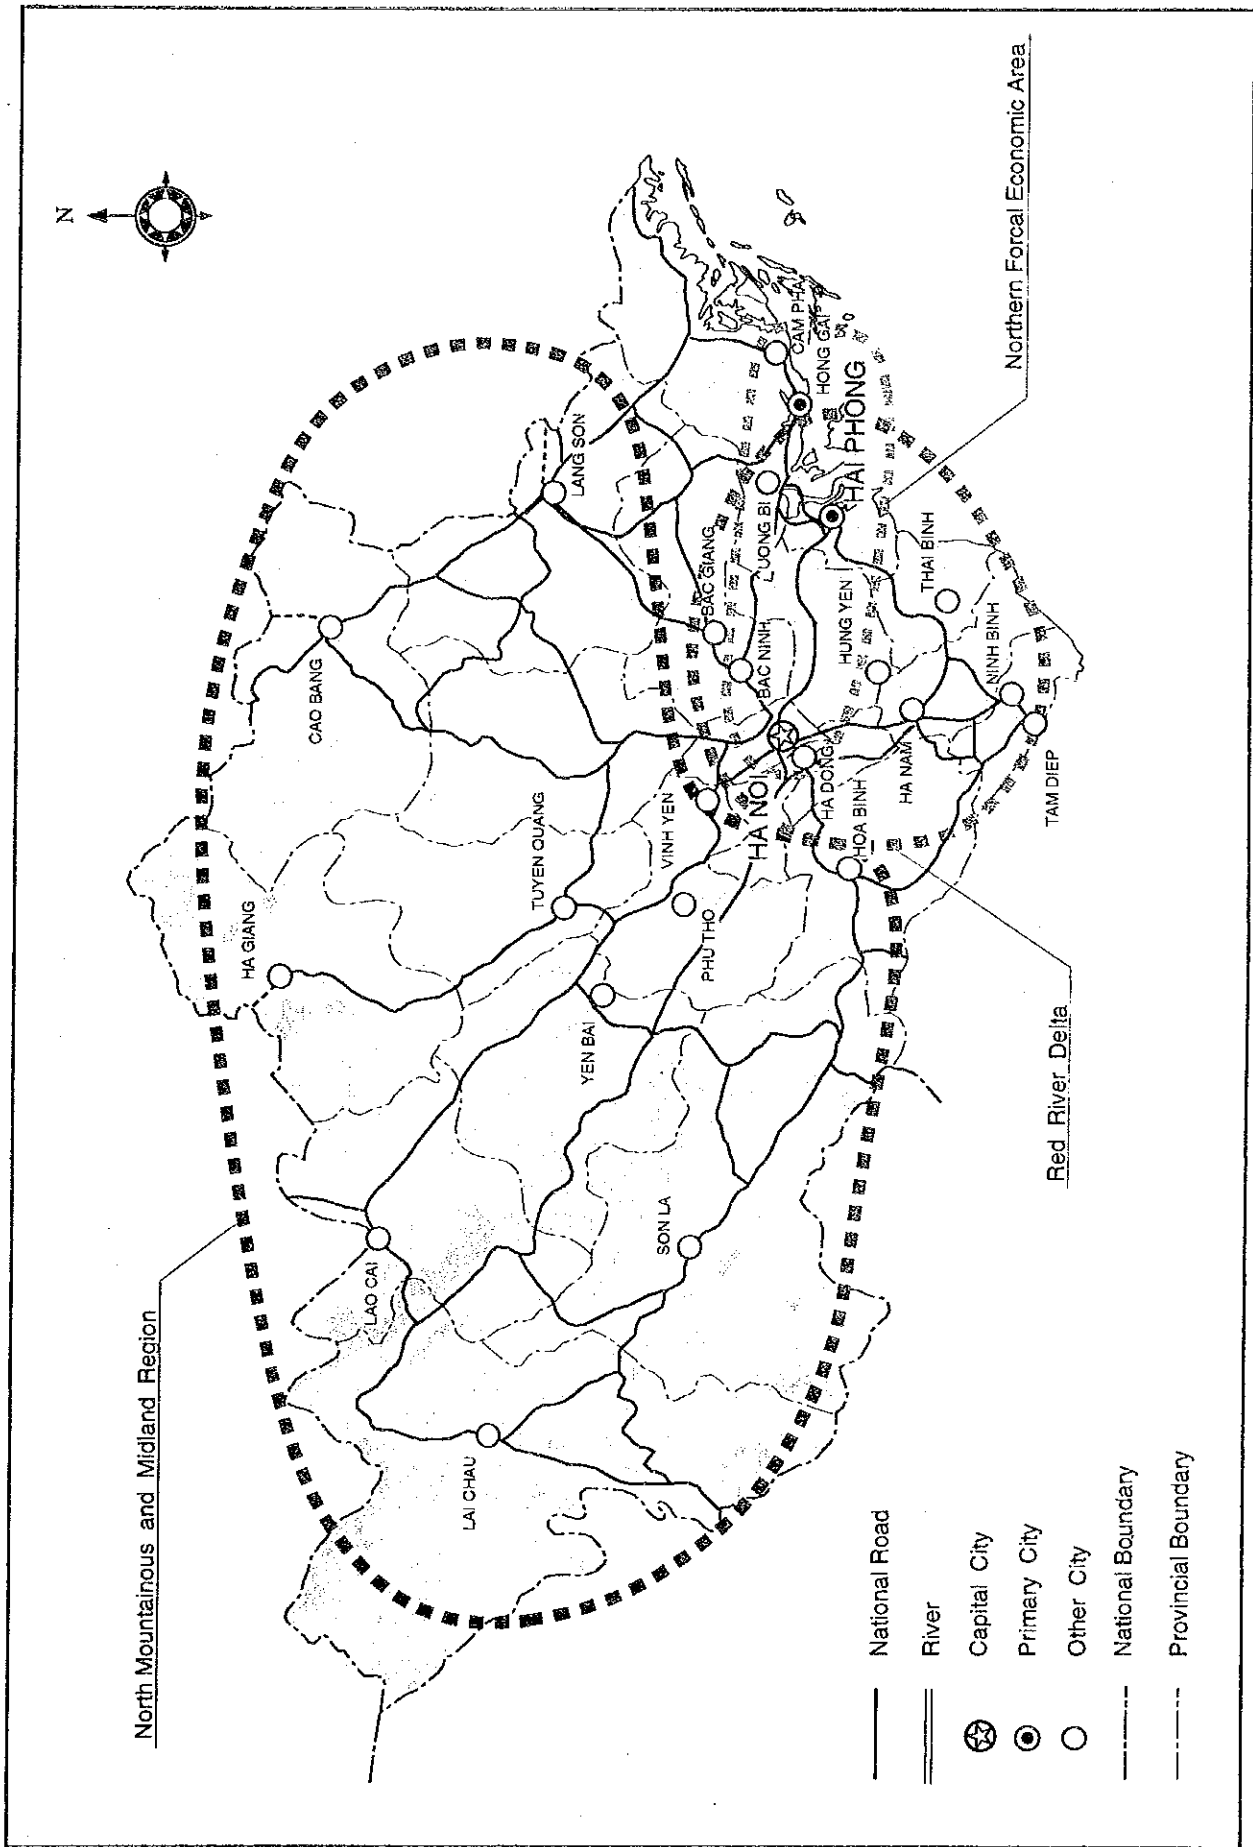 N
North Mountainous and Midland Region
HA GIANG
CAO BANG
LAO CAI
LANG SON
LAI CHAU
TUYEN QUANG
YEN BAI
VINH YEN
PHU THO
SON LA
BAC GIANG
BAC NINH
LUONG BI
CAM PHA
HONG GAI
HAI PHONG
HA NOI
HA DONG
HOA BINH
HUNG YEN
HA NAM
THAI BINH
NINH BINH
TAM DIEP
Northern Forcal Economic Area
Red River Delta
National Road
River
Capital City
Primary City
Other City
National Boundary
Provincial Boundary